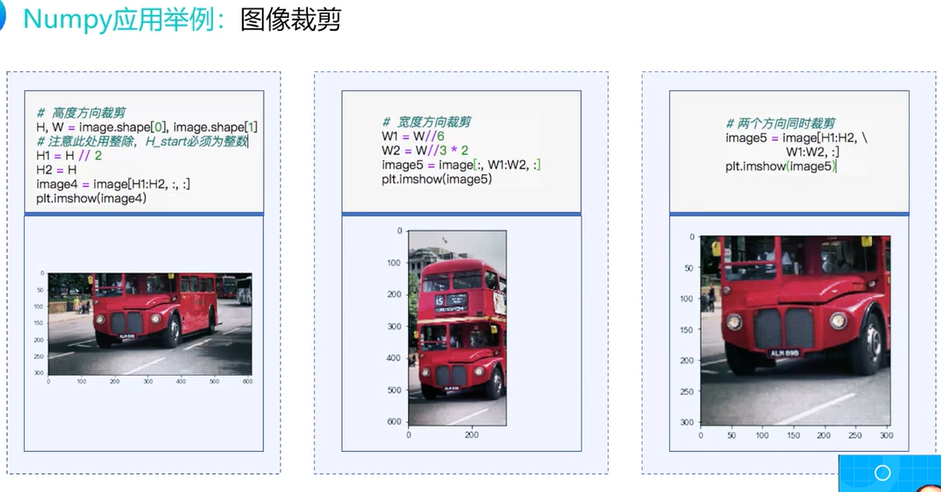 Numpy应用举例：图像裁剪
# 高度方向裁剪
H, W = image.shape[0], image.shape[1]
# 注意此处用整除，H_start必须为整数
H1 = H // 2
H2 = H
image4 = image[H1:H2, :, :]
plt.imshow(image4)
0
50
100
150
200
250
300
0 100 200 300 400 500 600
# 宽度方向裁剪
W1 = W//6
W2 = W//3 * 2
image5 = image[:, W1:W2, :]
plt.imshow(image5)
0
100
200
300
400
500
600
0 200
15
# 两个方向同时裁剪
image5 = image[H1:H2, \
W1:W2, :]
plt.imshow(image5)
0
50
100
150
200
250
300
0 50 100 150 200 250 300
ALM 89B